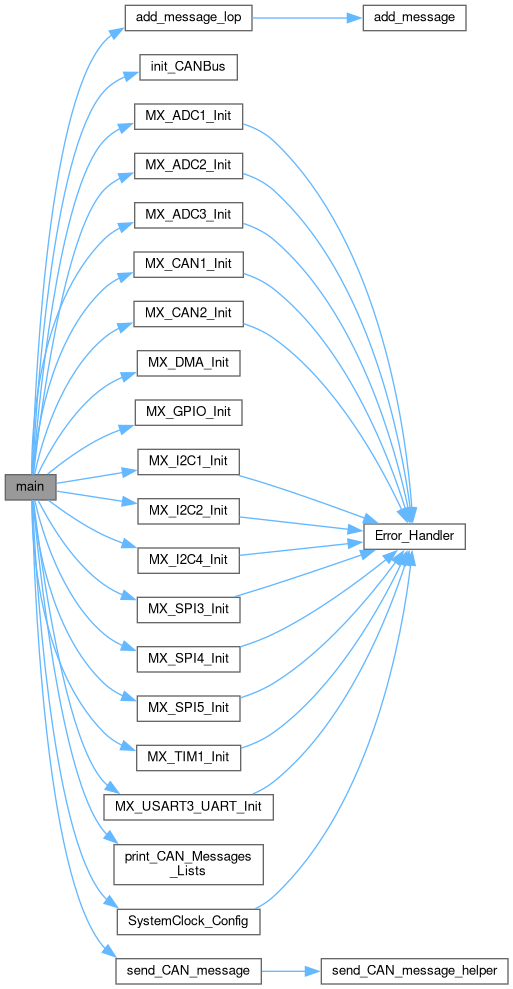 add_message_lop
add_message
init_CANBus
MX_ADC1_Init
MX_ADC2_Init
MX_ADC3_Init
MX_CAN1_Init
MX_CAN2_Init
MX_DMA_Init
MX_GPIO_Init
MX_I2C1_Init
main
MX_I2C2_Init
Error_Handler
MX_I2C4_Init
MX_SPI3_Init
MX_SPI4_Init
MX_SPI5_Init
MX_TIM1_Init
MX_USART3_UART_Init
print_CAN_Messages
_Lists
SystemClock_Config
send_CAN_message
send_CAN_message_helper